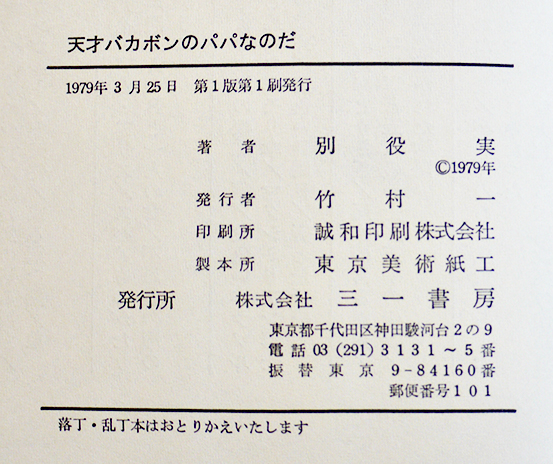 天才バカボンのパパなのだ
1979年3月25日 第1版第1刷発行
著者 別役実
©1979年
発行者 竹村一
印刷所 誠和印刷株式会社
製本所 東京美術紙工
発行所 株式会社 三一書房
東京都千代田区神田駿河台2の9
電話 03 (291) 3131～5番
振替東京 9-84160番
郵便番号101
落丁・乱丁本はおとりかえいたします